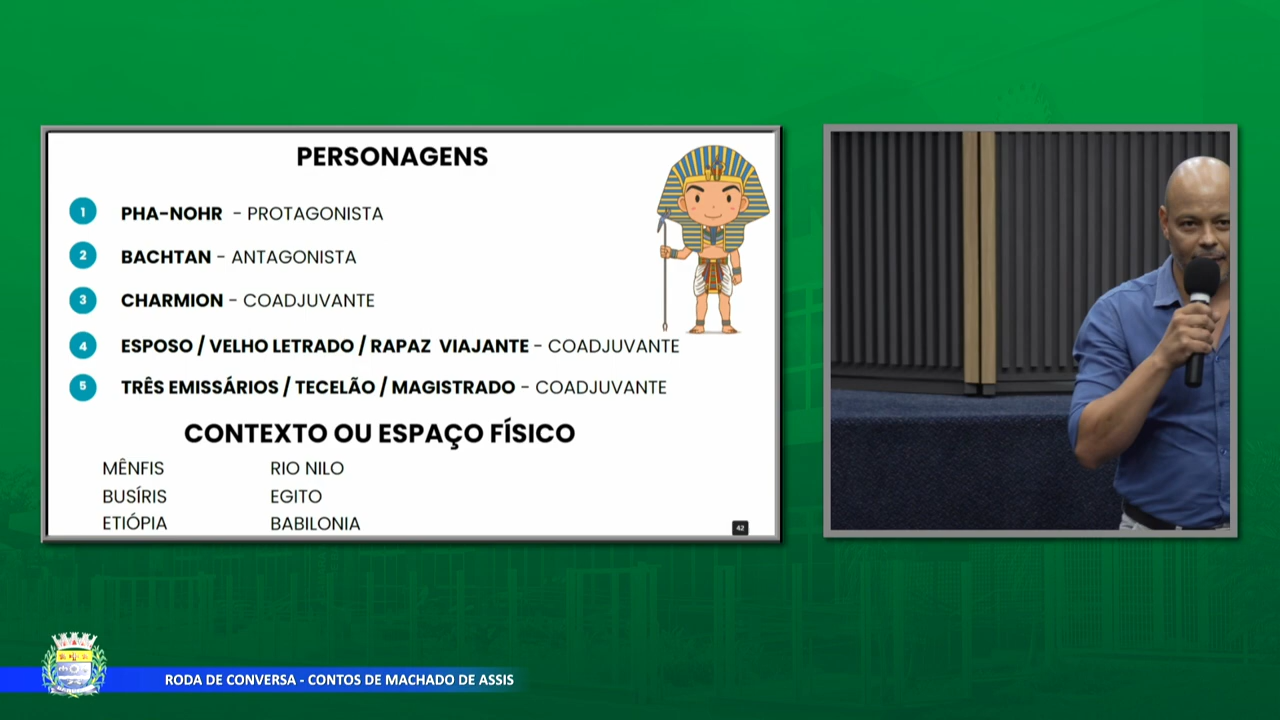 PERSONAGENS
1 PHA-NOHR - PROTAGONISTA
2 BACHTAN - ANTAGONISTA
3 CHARMION - COADJUVANTE
4 ESPOSO / VELHO LETRADO / RAPAZ VIAJANTE - COADJUVANTE
5 TRÊS EMISSÁRIOS / TECELÃO / MAGISTRADO - COADJUVANTE
CONTEXTO OU ESPAÇO FÍSICO
MÊNFIS RIO NILO
BUSÍRIS EGITO
ETIÓPIA BABILONIA
42
RODA DE CONVERSA - CONTOS DE MACHADO DE ASSIS